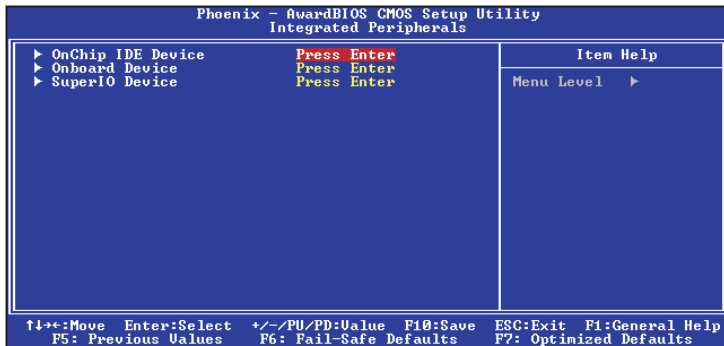 Phoenix - AwardBIOS CMOS Setup Utility
Integrated Peripherals
▶ OnChip IDE Device Press Enter
▶ Onboard Device Press Enter
▶ SuperIO Device Press Enter
Item Help
Menu Level ▶
↑↓→←:Move Enter:Select +/-/PU/PD:Value F10:Save ESC:Exit F1:General Help
F5: Previous Values F6: Fail-Safe Defaults F7: Optimized Defaults